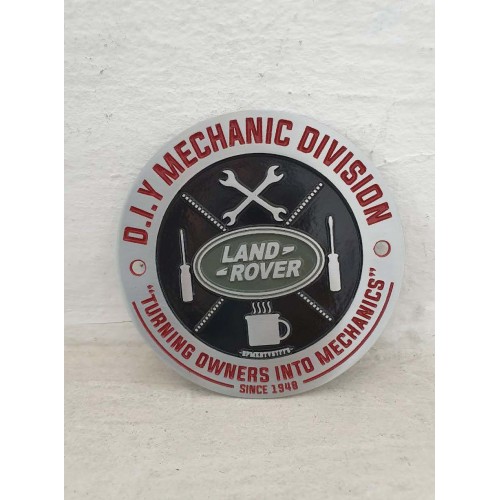 D.I.Y MECHANIC DIVISION
LAND
ROVER
"TURNING OWNERS INTO MECHANICS"
SINCE 1948